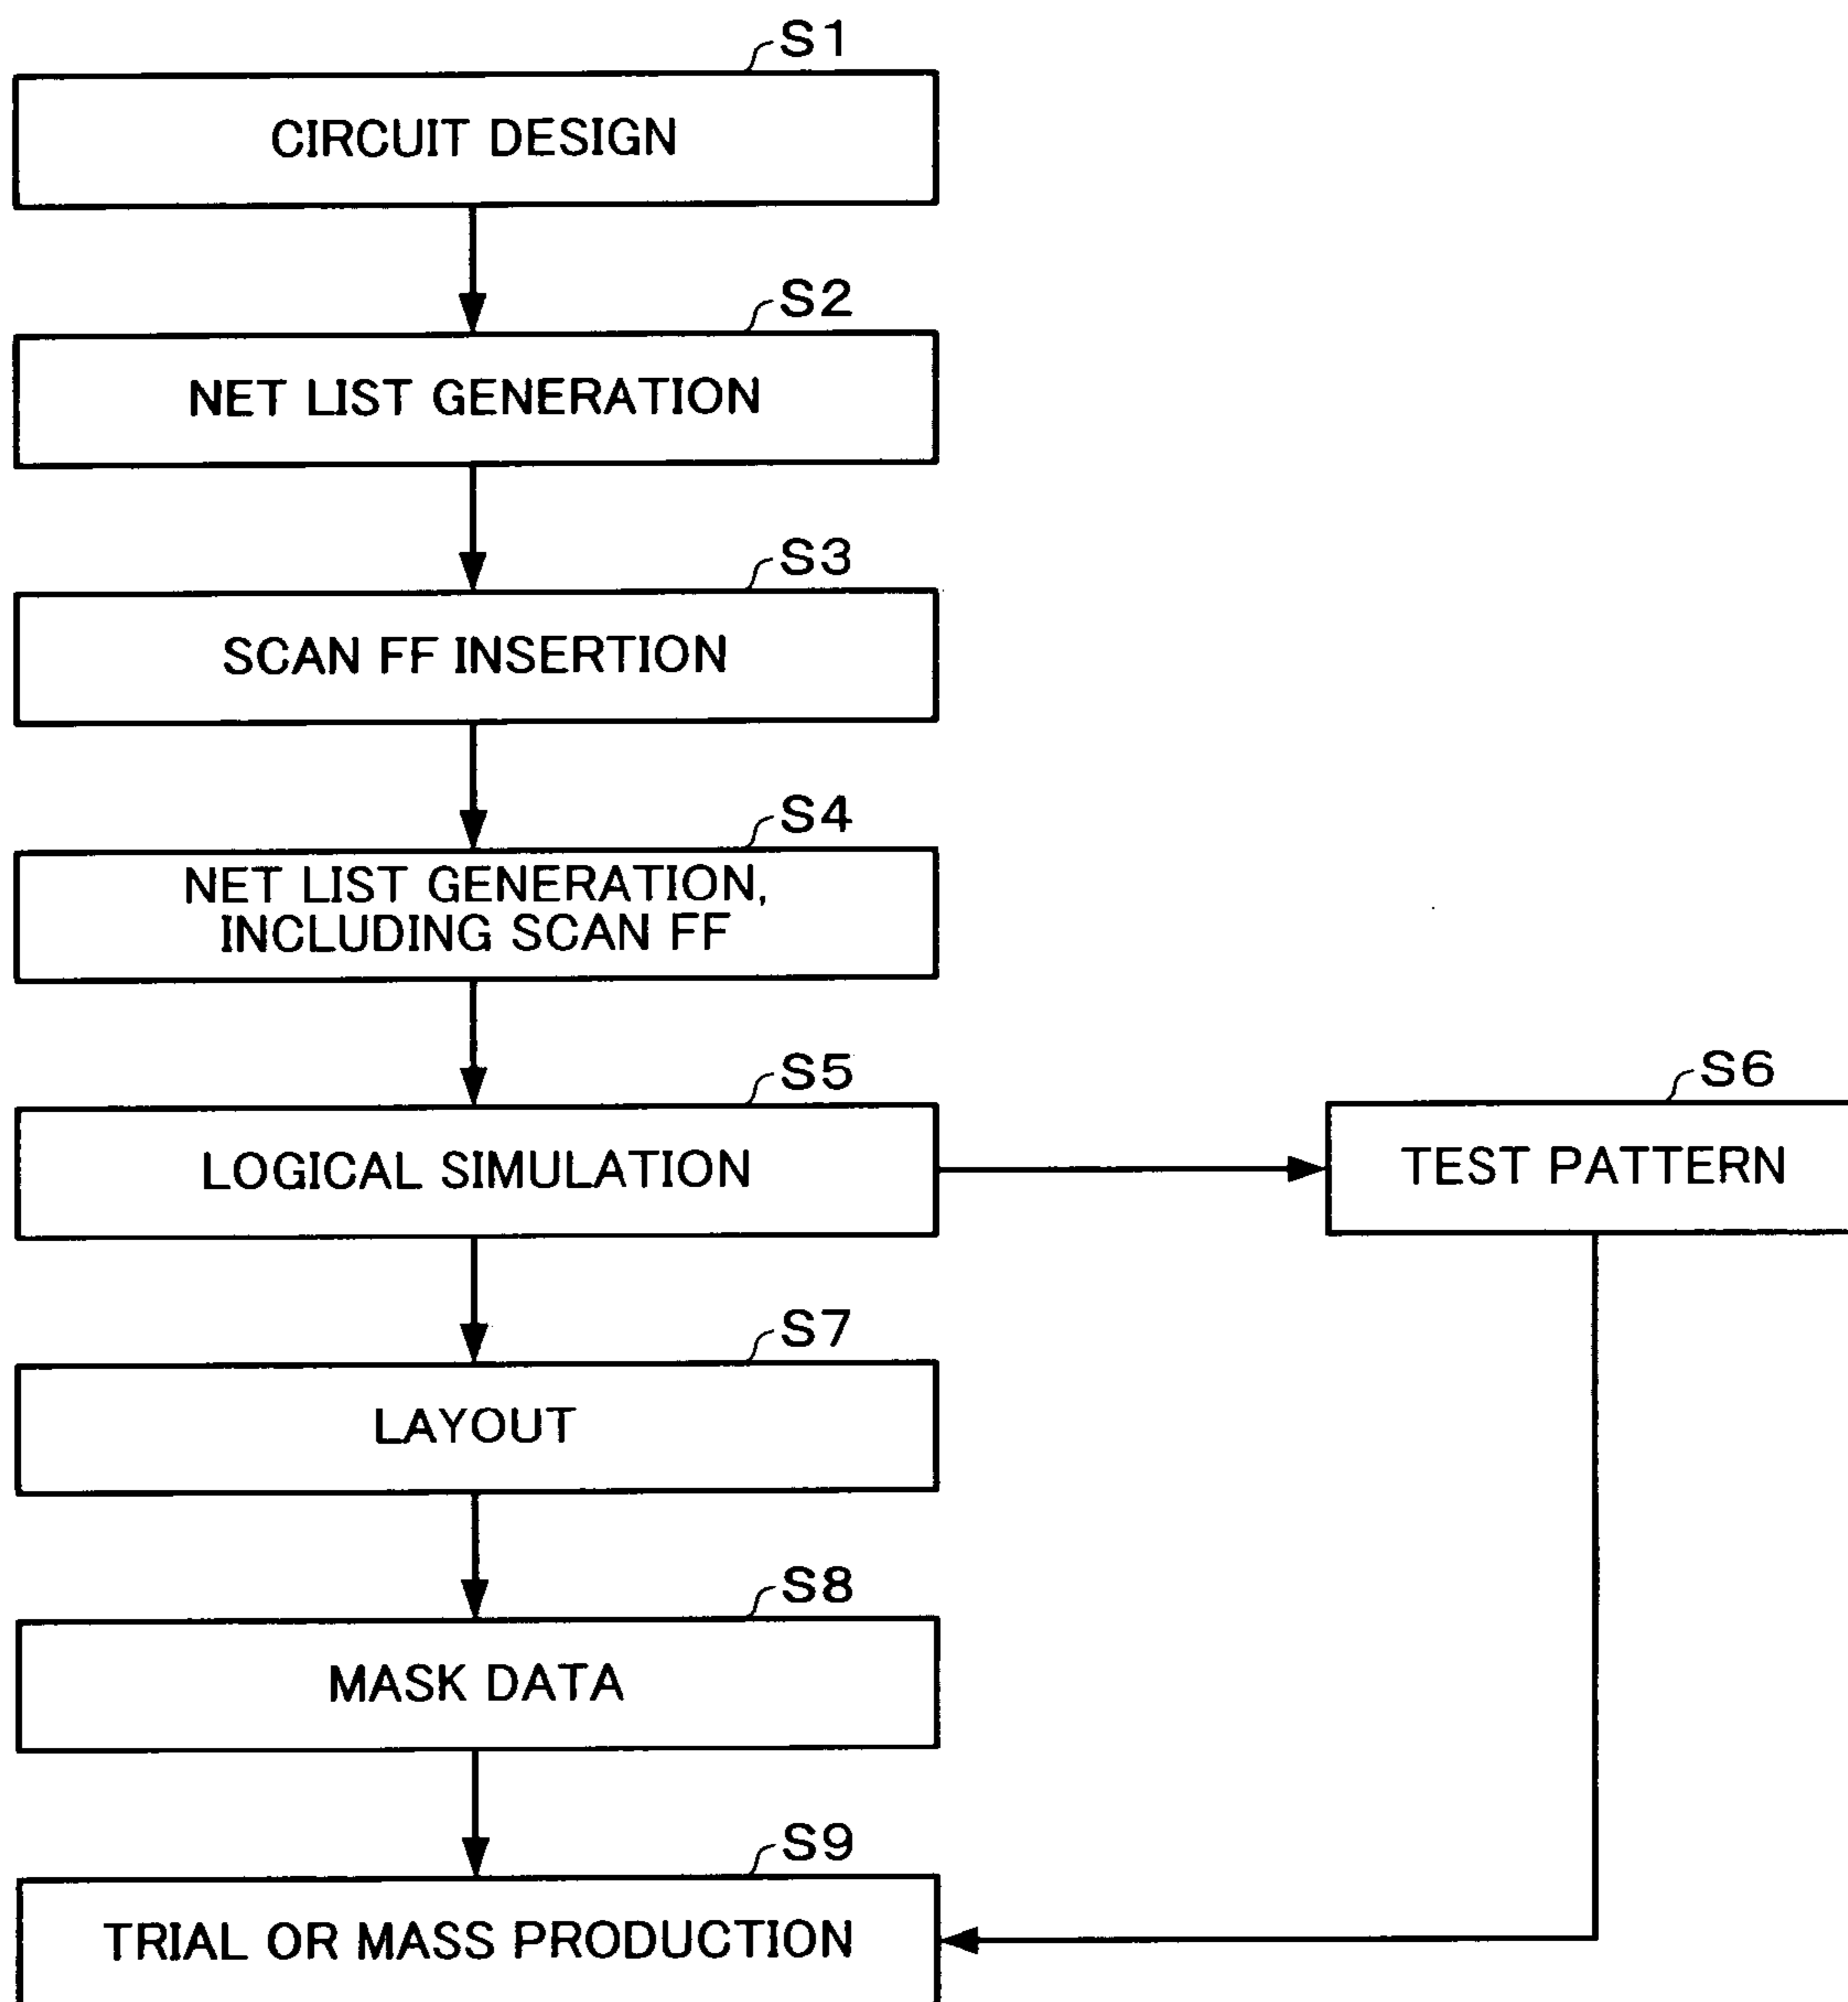 S1
CIRCUIT DESIGN
S2
NET LIST GENERATION
S3
SCAN FF INSERTION
S4
NET LIST GENERATION,
INCLUDING SCAN FF
S5
LOGICAL SIMULATION
S6
TEST PATTERN
S7
LAYOUT
S8
MASK DATA
S9
TRIAL OR MASS PRODUCTION